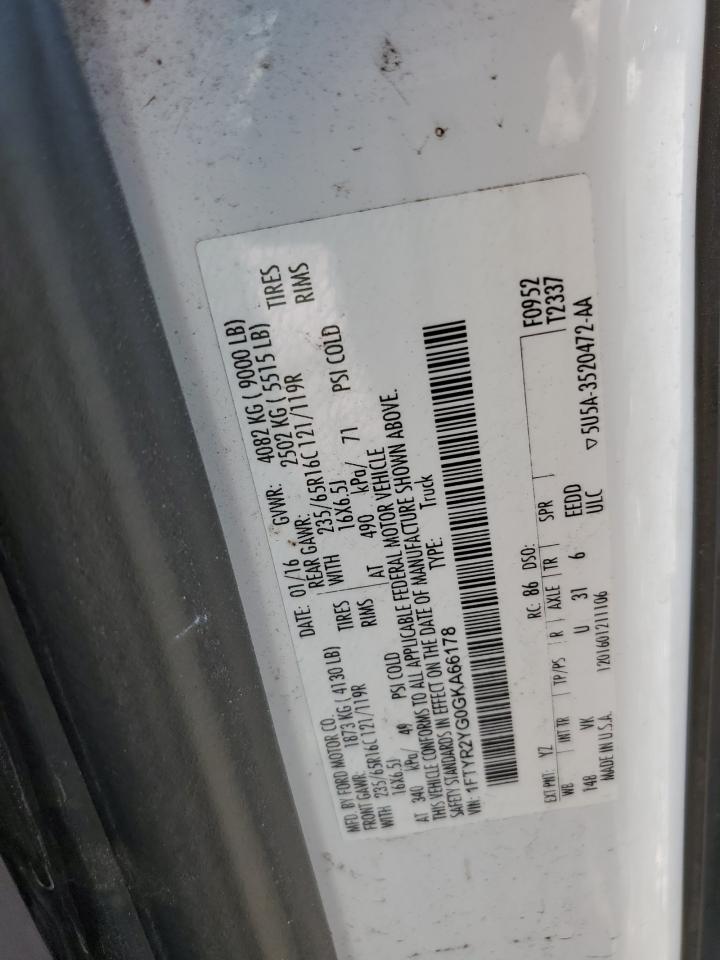 MFD. BY FORD MOTOR CO.
DATE: 01/16 GVWR: 4082 KG ( 9000 LB)
FRONT GAWR: 1873 KG ( 4130 LB) REAR GAWR: 2502 KG ( 5515 LB)
WITH 235/65R16C 121/119R TIRES WITH 235/65R16C 121/119R TIRES
16X6.5J RIMS 16X6.5J RIMS
AT 340 kPa/ 49 PSI COLD AT 490 kPa/ 71 PSI COLD
THIS VEHICLE CONFORMS TO ALL APPLICABLE FEDERAL MOTOR VEHICLE
SAFETY STANDARDS IN EFFECT ON THE DATE OF MANUFACTURE SHOWN ABOVE.
VIN: 1FTYR2YG0GKA66178 TYPE: Truck
F0952
T2337
EXT PNT: YZ RC: 86 DSO:
WB INT TR TP/PS R AXLE TR SPR
148 VK U 31 6 EEDD
ULC
MADE IN U.S.A. 1201601211106
▽ 5U5A-3520472-AA